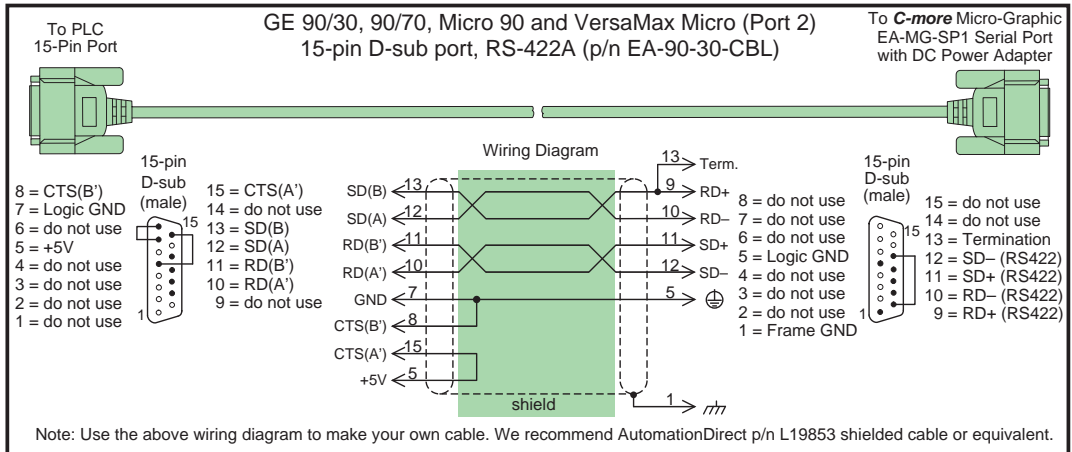 To PLC
15-Pin Port
GE 90/30, 90/70, Micro 90 and VersaMax Micro (Port 2)
15-pin D-sub port, RS-422A (p/n EA-90-30-CBL)
To C-more Micro-Graphic
EA-MG-SP1 Serial Port
with DC Power Adapter
15-pin
D-sub
(male)
8 = CTS(B')
7 = Logic GND
6 = do not use
5 = +5V
4 = do not use
3 = do not use
2 = do not use
1 = do not use
15
1
15 = CTS(A')
14 = do not use
13 = SD(B)
12 = SD(A)
11 = RD(B')
10 = RD(A')
9 = do not use
Wiring Diagram
13 Term.
SD(B) 13 9 RD+
SD(A) 12 10 RD–
RD(B') 11 11 SD+
RD(A') 10 12 SD–
GND 7 5
CTS(B') 8
CTS(A') 15
+5V 5
shield
1
8 = do not use
7 = do not use
6 = do not use
5 = Logic GND
4 = do not use
3 = do not use
2 = do not use
1 = Frame GND
15-pin
D-sub
(male)
15
1
15 = do not use
14 = do not use
13 = Termination
12 = SD– (RS422)
11 = SD+ (RS422)
10 = RD– (RS422)
9 = RD+ (RS422)
Note: Use the above wiring diagram to make your own cable. We recommend AutomationDirect p/n L19853 shielded cable or equivalent.